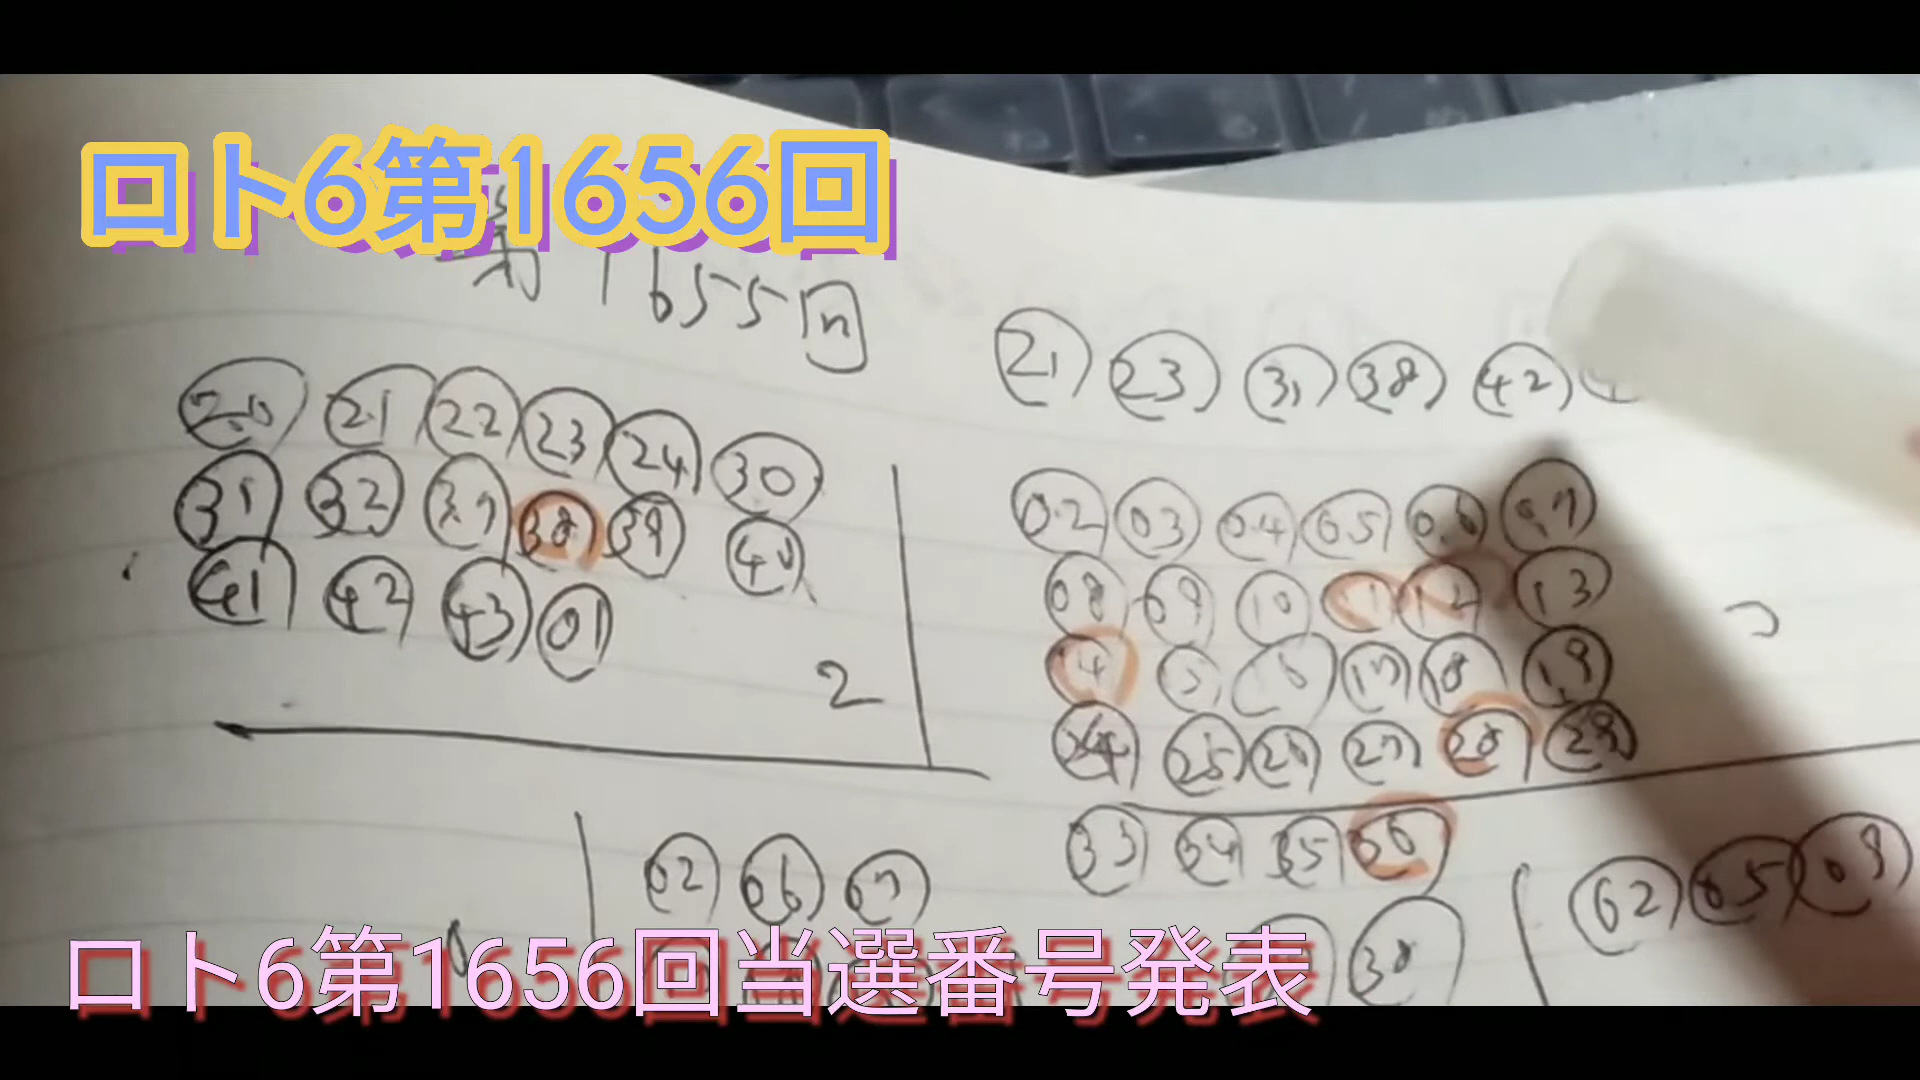 ロト6第1656回
第1655回
21 23 31 38 42
20 21 22 23 24 30
31 32 37 38 39 40
41 42 43 01
2
02 03 04 05 06 07
08 09 10 11 12 13
14 15 16 17 18 19
24 25 26 27 28 29
33 34 35 36
02 06 07
02 05 09
38
ロト6第1656回当選番号発表